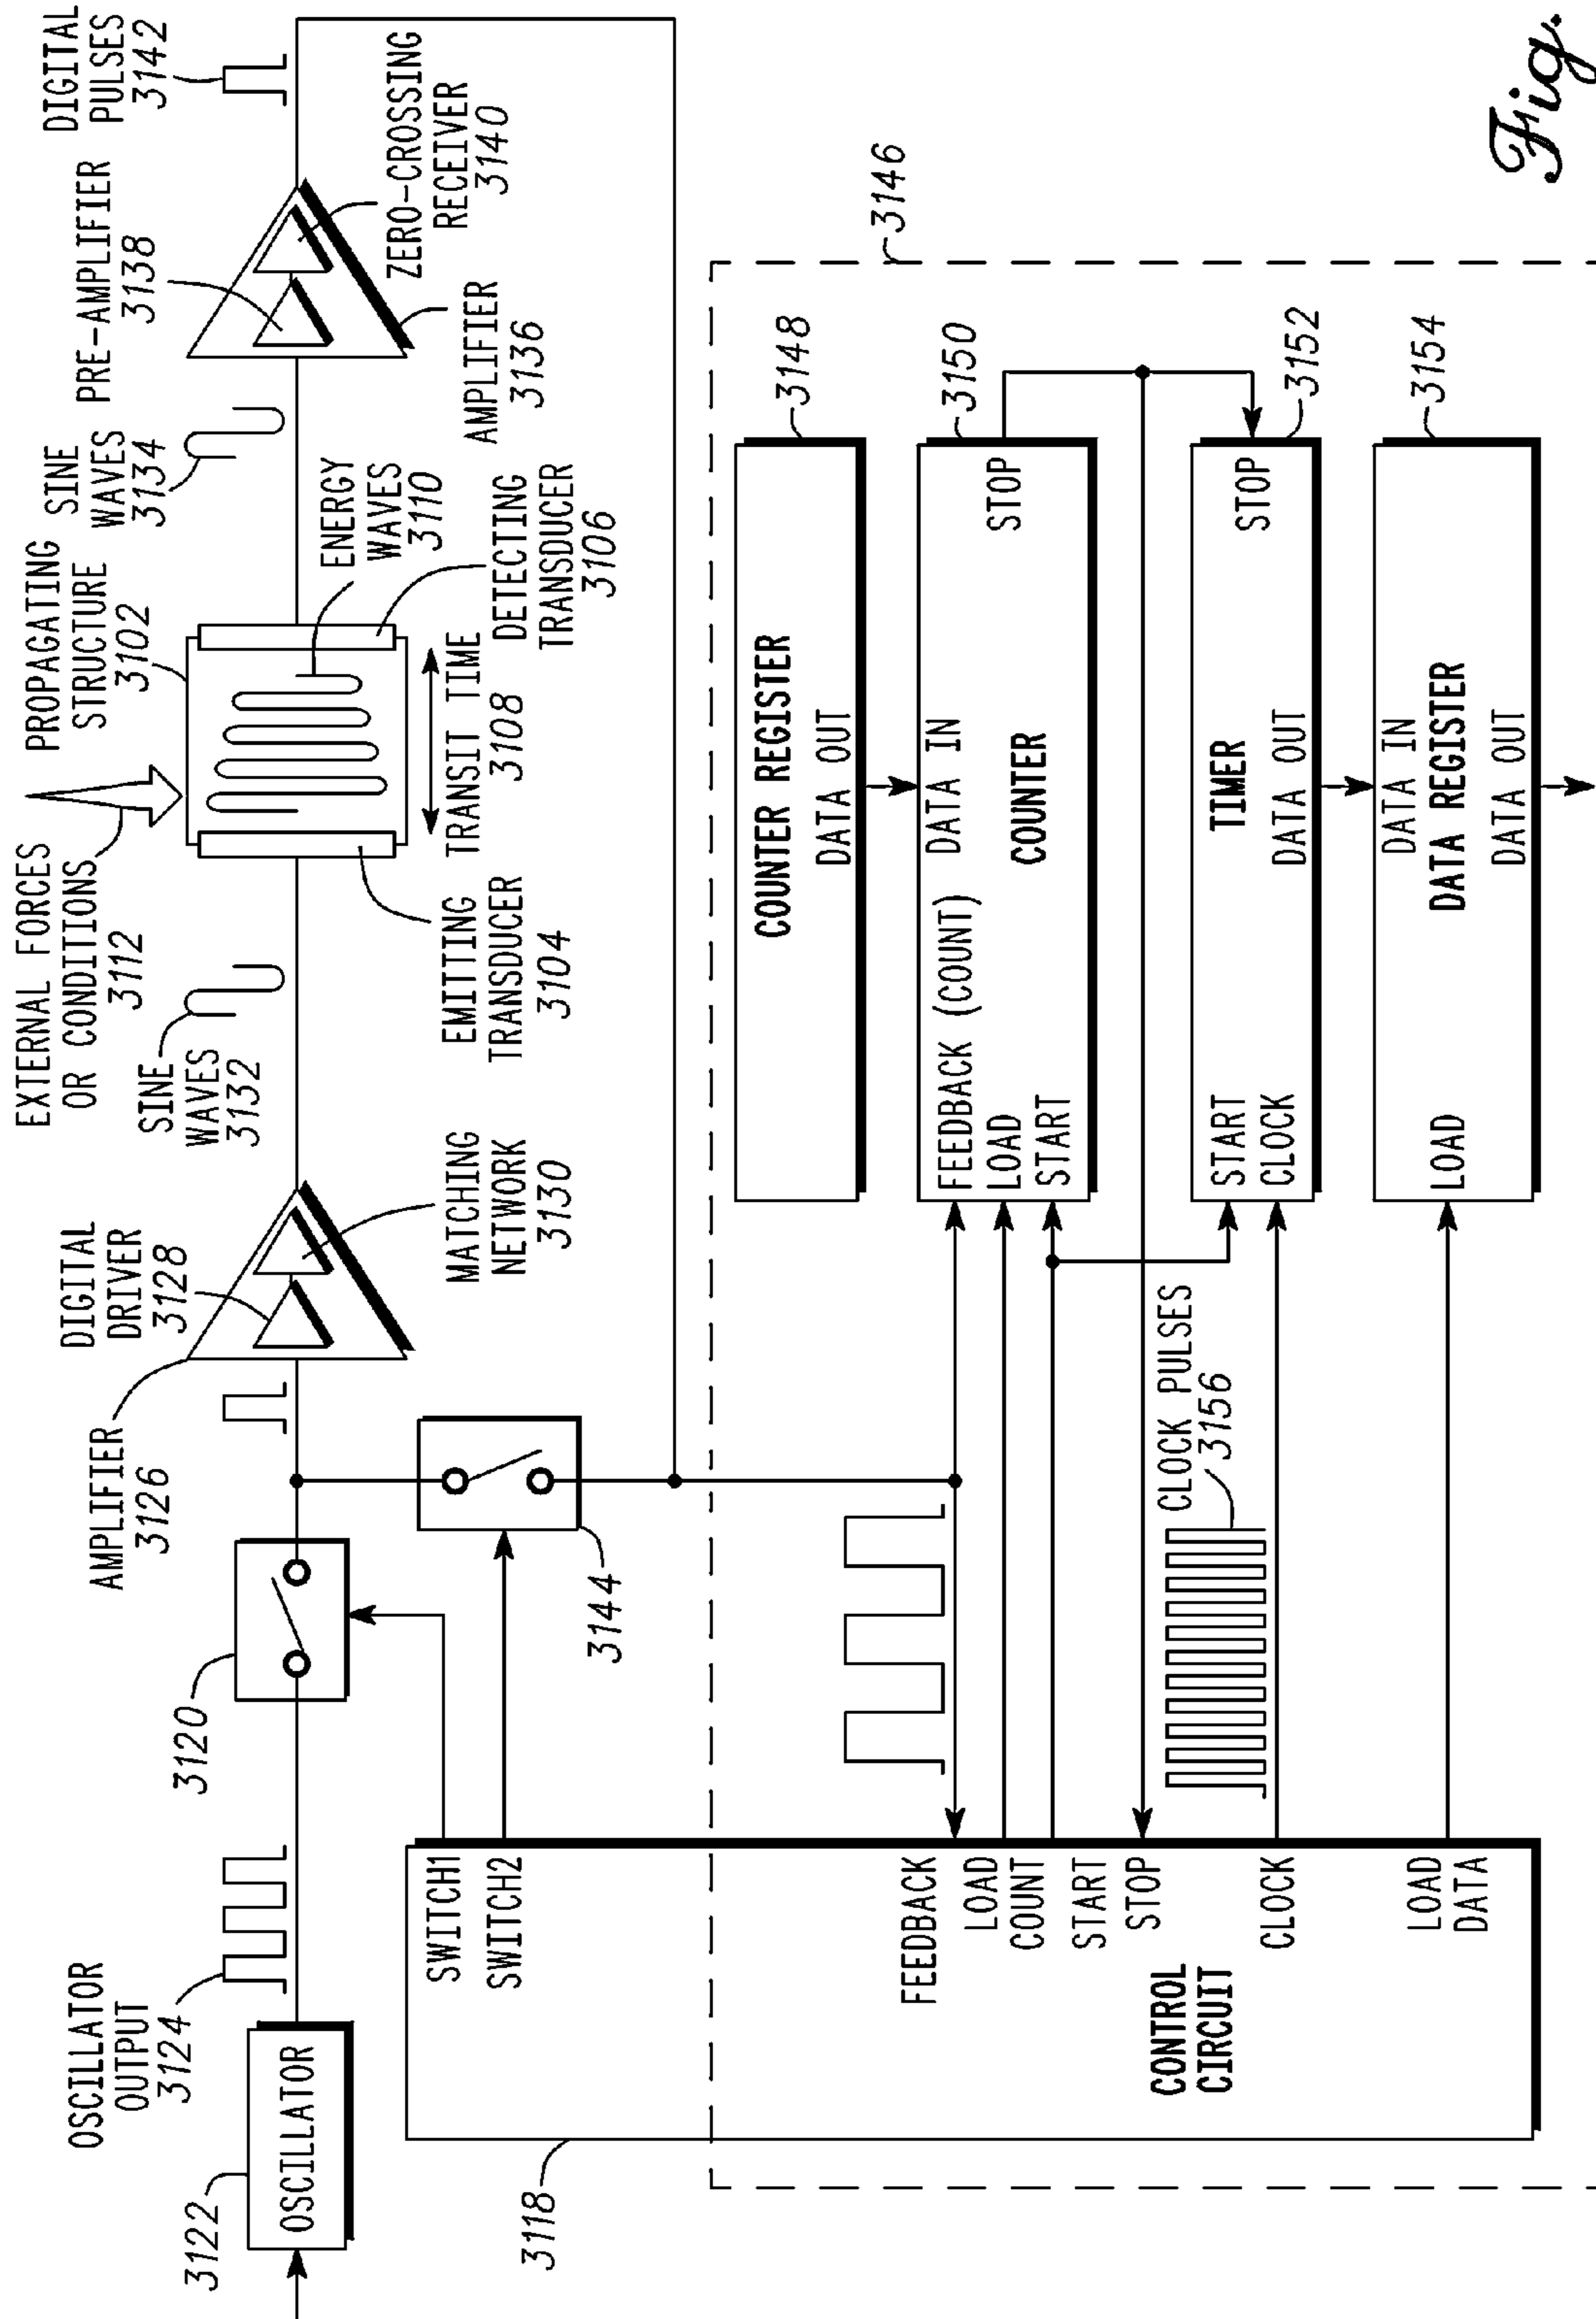 OSCILLATOR
OUTPUT
3124
3122
OSCILLATOR
3120
AMPLIFIER
3126
DIGITAL
DRIVER
3128
MATCHING
NETWORK
3130
EXTERNAL FORCES
OR CONDITIONS
3112
SINE
WAVES
3132
EMITTING
TRANSDUCER
3104
PROPAGATING
STRUCTURE
3102
TRANSIT TIME
3108
ENERGY
WAVES
3110
DETECTING
TRANSDUCER
3106
SINE
WAVES
3134
PRE-AMPLIFIER
3138
AMPLIFIER
3136
ZERO-CROSSING
RECEIVER
3140
DIGITAL
PULSES
3142
3144
3118
SWITCH1
SWITCH2
FEEDBACK
LOAD
COUNT
START
STOP
CLOCK
LOAD
DATA
CONTROL
CIRCUIT
CLOCK PULSES
3156
3146
COUNTER REGISTER
DATA OUT
3148
FEEDBACK (COUNT)
LOAD
START
DATA IN
COUNTER
STOP
3150
START
CLOCK
TIMER
DATA OUT
STOP
3152
LOAD
DATA IN
DATA REGISTER
DATA OUT
3154
Fig.